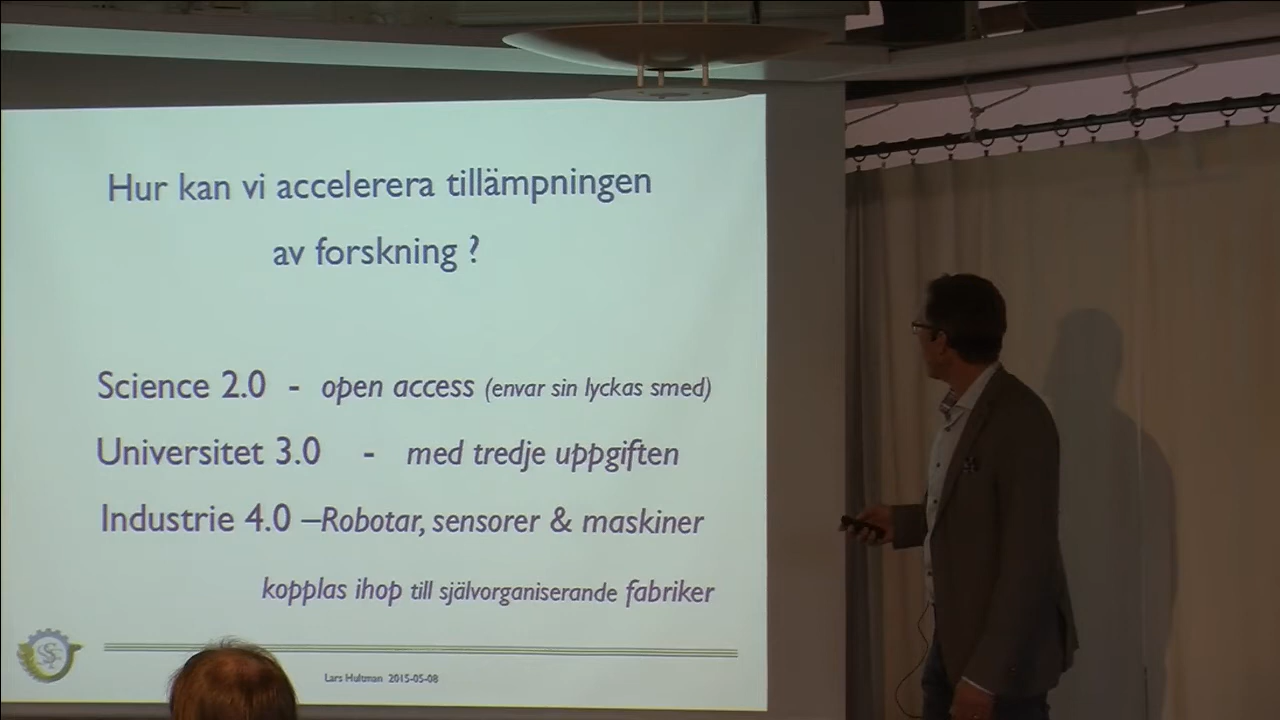 Hur kan vi accelerera tillämpningen
av forskning ?
Science 2.0 - open access (envar sin lyckas smed)
Universitet 3.0 - med tredje uppgiften
Industrie 4.0 –Robotar, sensorer & maskiner
kopplas ihop till självorganiserande fabriker
SSF
Lars Hultman 2015-05-08